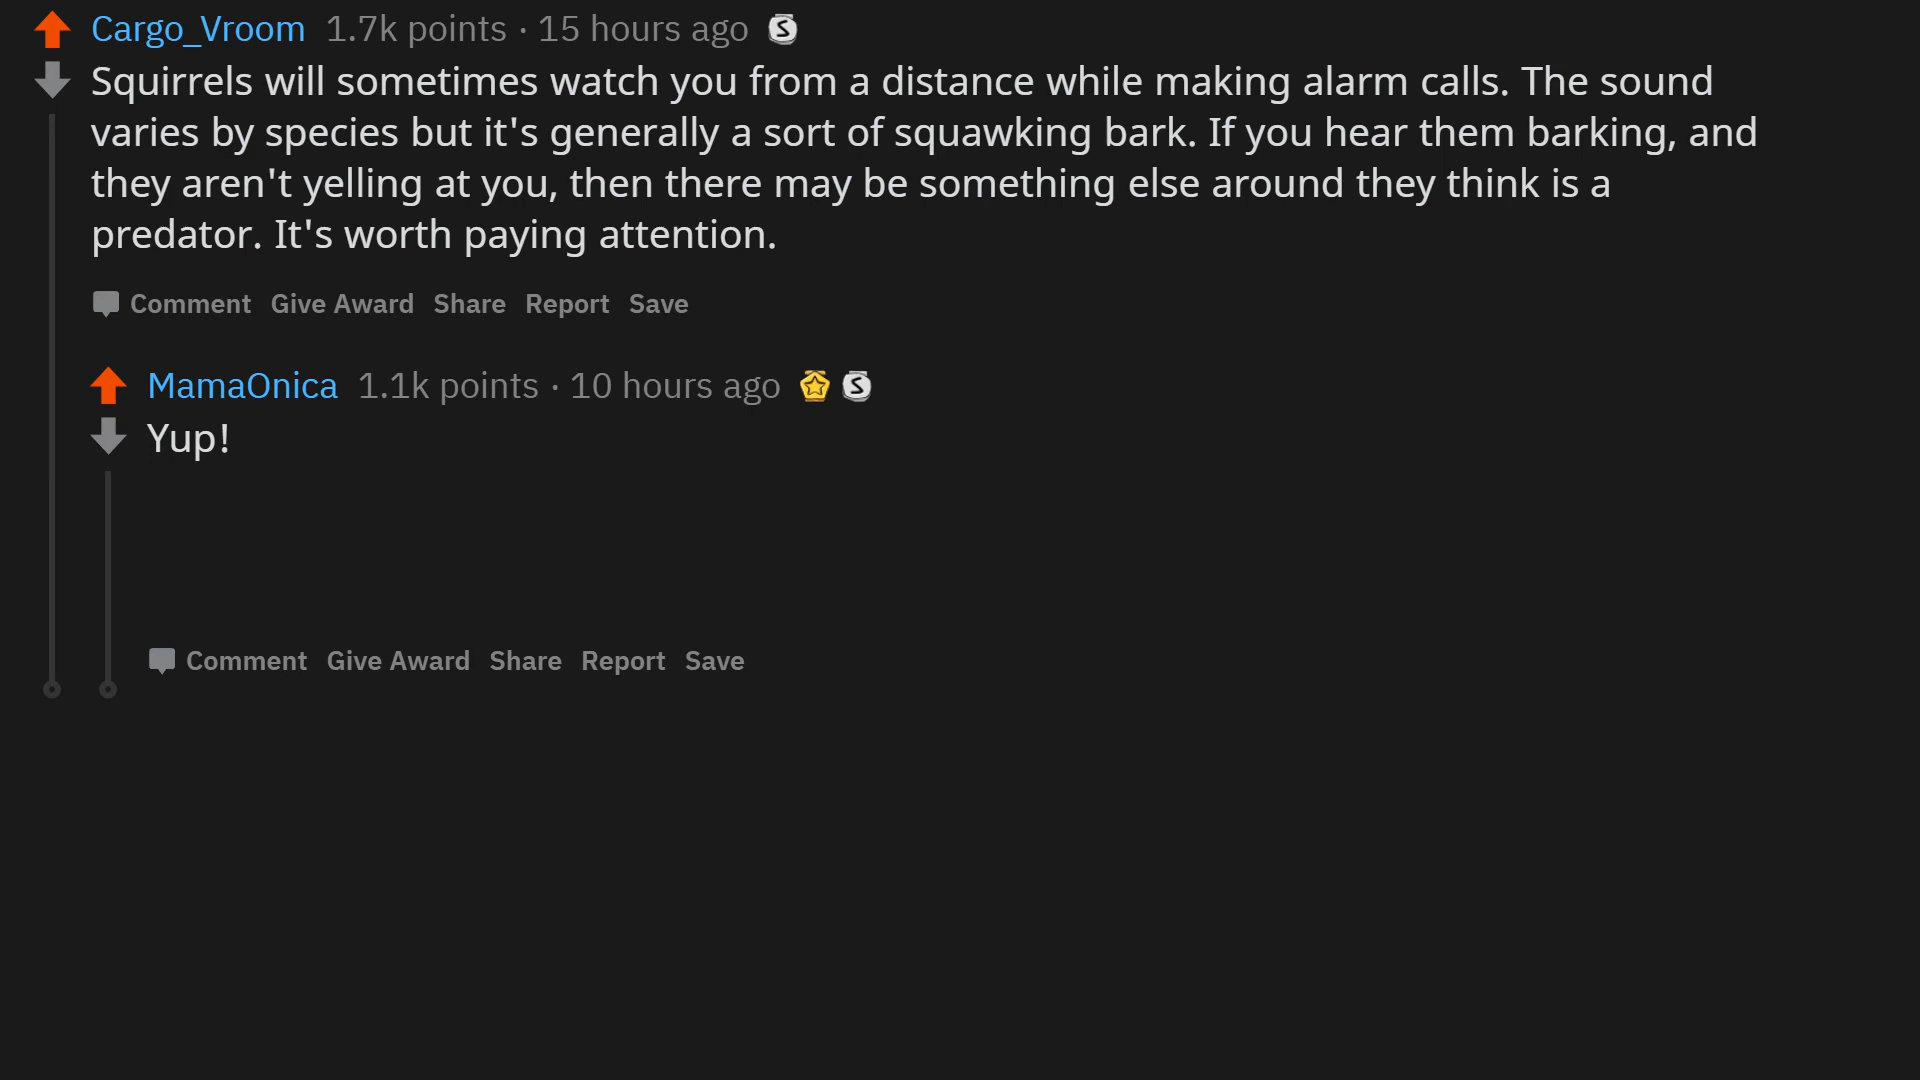 Cargo_Vroom 1.7k points · 15 hours ago
Squirrels will sometimes watch you from a distance while making alarm calls. The sound
varies by species but it's generally a sort of squawking bark. If you hear them barking, and
they aren't yelling at you, then there may be something else around they think is a
predator. It's worth paying attention.
Comment Give Award Share Report Save
MamaOnica 1.1k points · 10 hours ago
Yup!
Comment Give Award Share Report Save